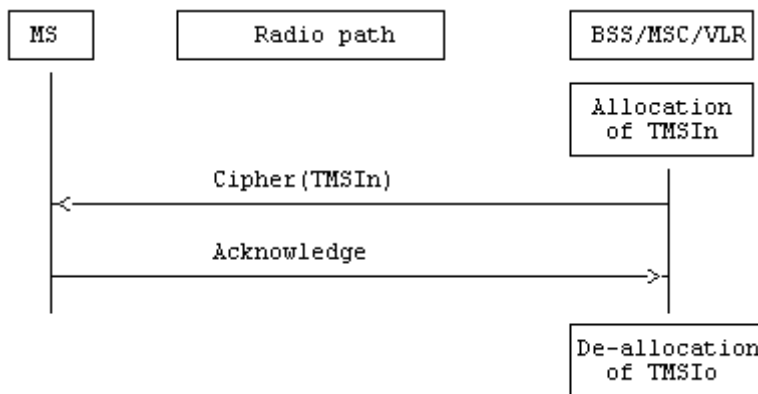 MS
Radio path
BSS/MSC/VLR
Allocation
of TMSIn
Cipher(TMSIn)
Acknowledge
De-allocation
of TMSIo